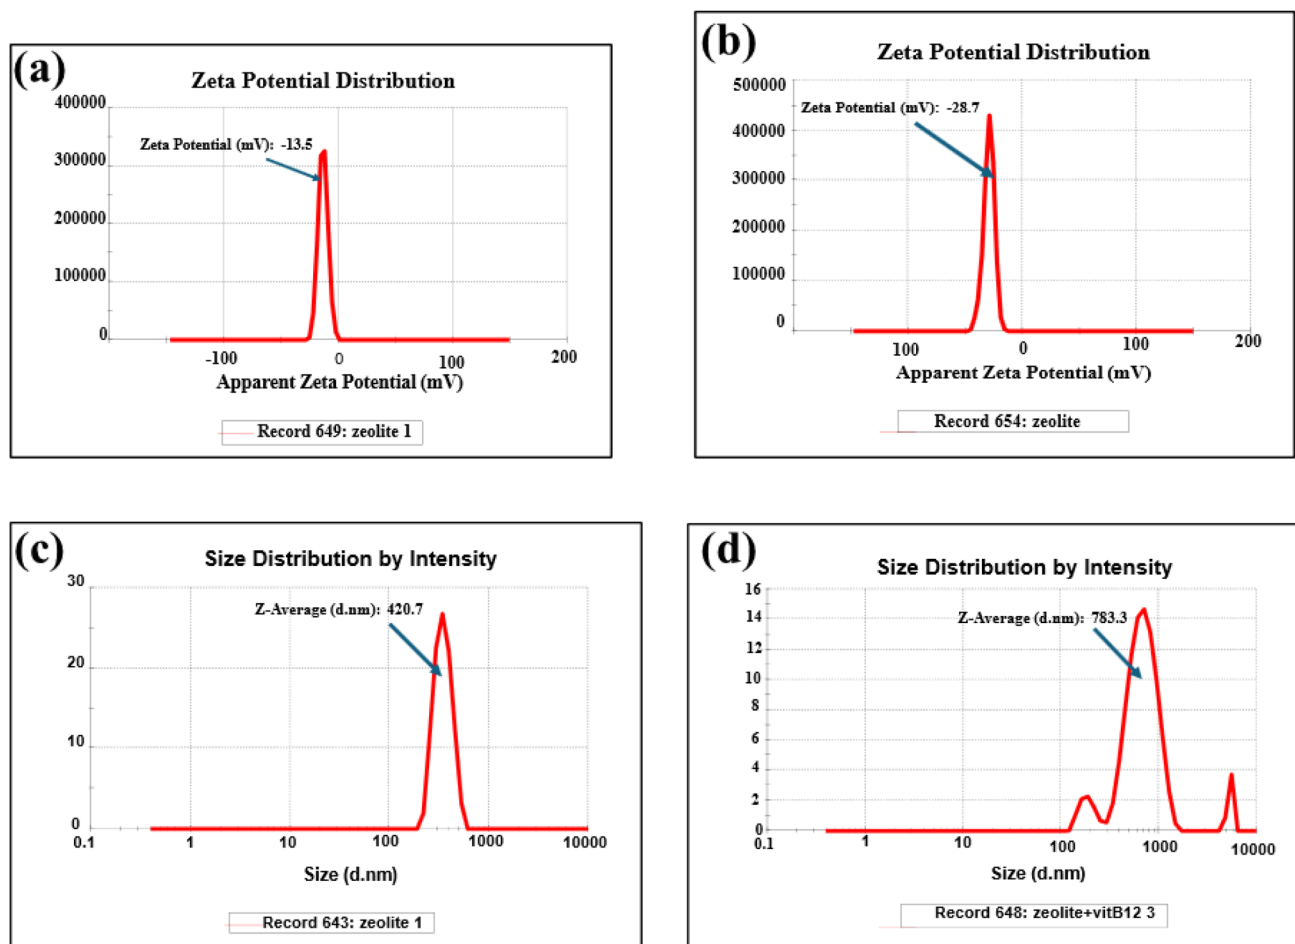 (a)
Zeta Potential Distribution
400000
Zeta Potential (mV): -13.5
300000
200000
100000
0
-100 0 100 200
Apparent Zeta Potential (mV)
Record 649: zeolite 1
(b)
Zeta Potential Distribution
500000
Zeta Potential (mV): -28.7
400000
300000
200000
100000
0
100 0 100 200
Apparent Zeta Potential (mV)
Record 654: zeolite
(c)
Size Distribution by Intensity
30
Z-Average (d.nm): 420.7
20
10
0
0.1 1 10 100 1000 10000
Size (d.nm)
Record 643: zeolite 1
(d)
Size Distribution by Intensity
16
Z-Average (d.nm): 783.3
14
12
10
8
6
4
2
0
0.1 1 10 100 1000 10000
Size (d.nm)
Record 648: zeolite+vitB12 3